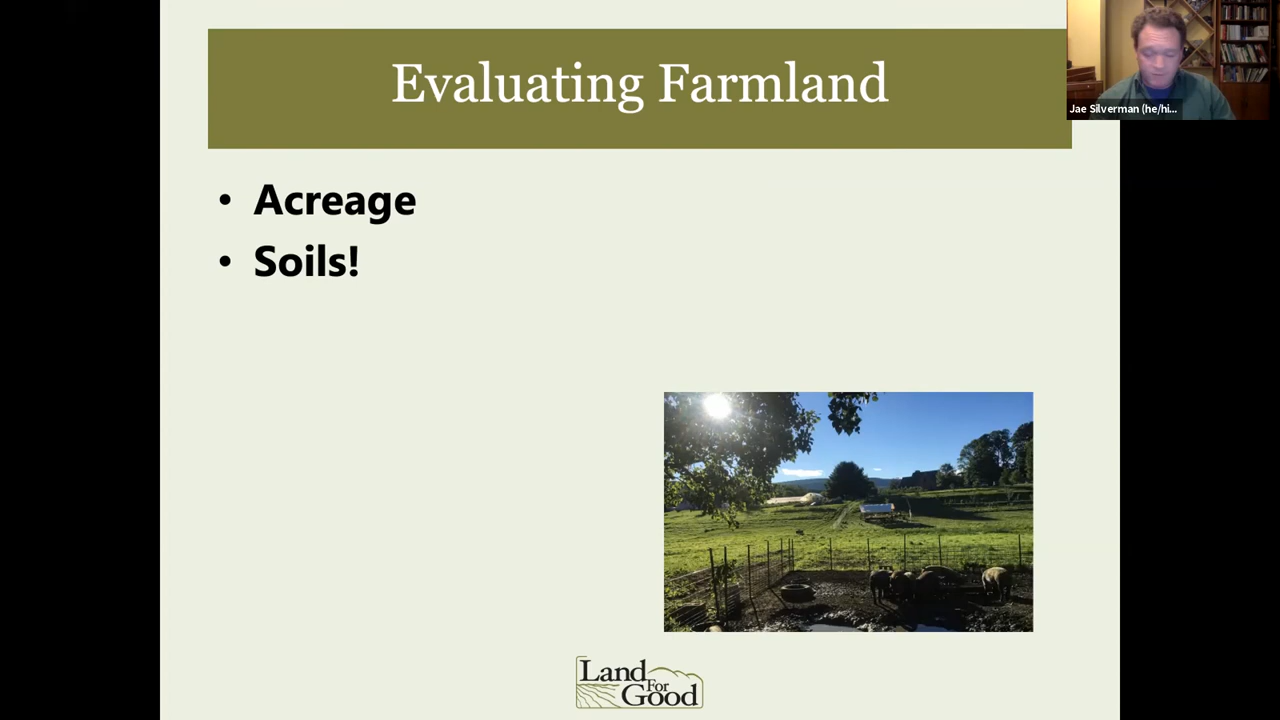 Evaluating Farmland
Jae Silverman (he/hi...
• Acreage
• Soils!
Land
For
Good